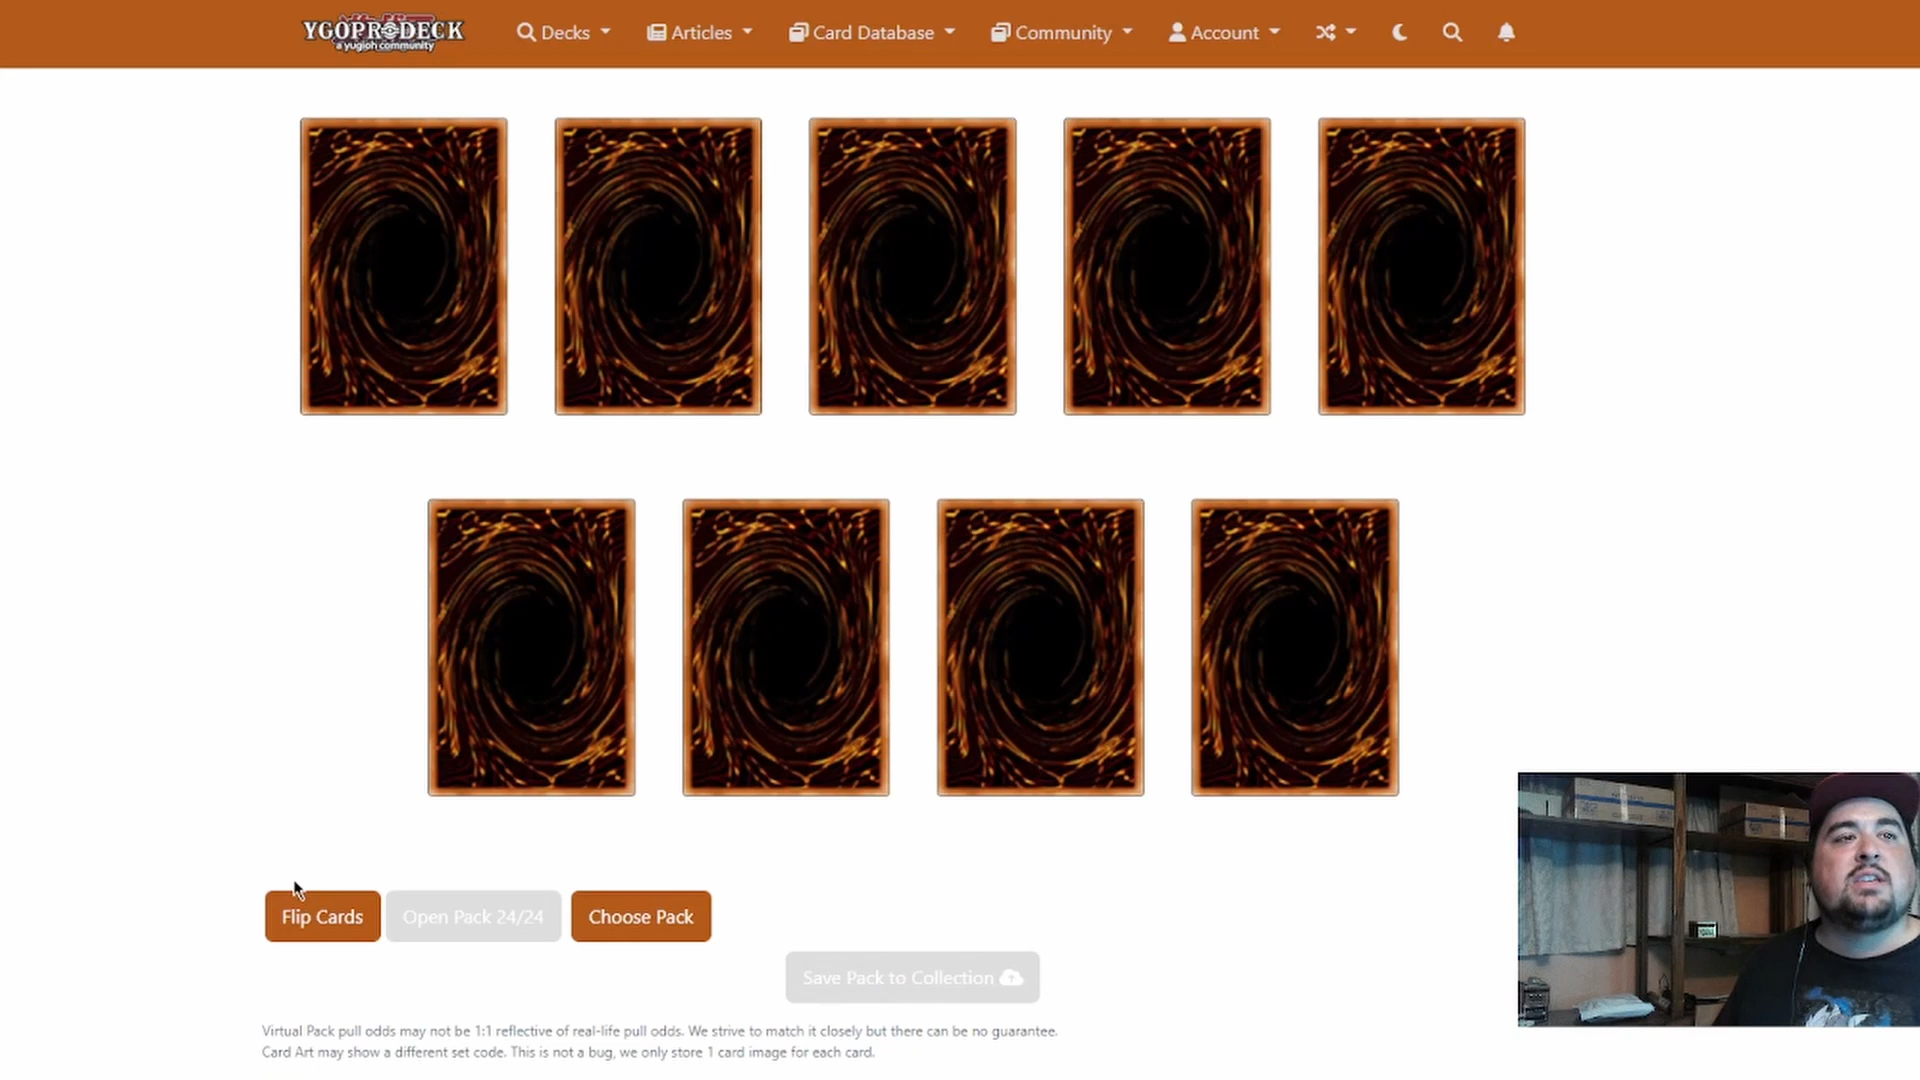 YGOPRODECK
a yugioh community
Decks
Articles
Card Database
Community
Account
Flip Cards
Open Pack 24/24
Choose Pack
Save Pack to Collection
Virtual Pack pull odds may not be 1:1 reflective of real-life pull odds. We strive to match it closely but there can be no guarantee.
Card Art may show a different set code. This is not a bug, we only store 1 card image for each card.